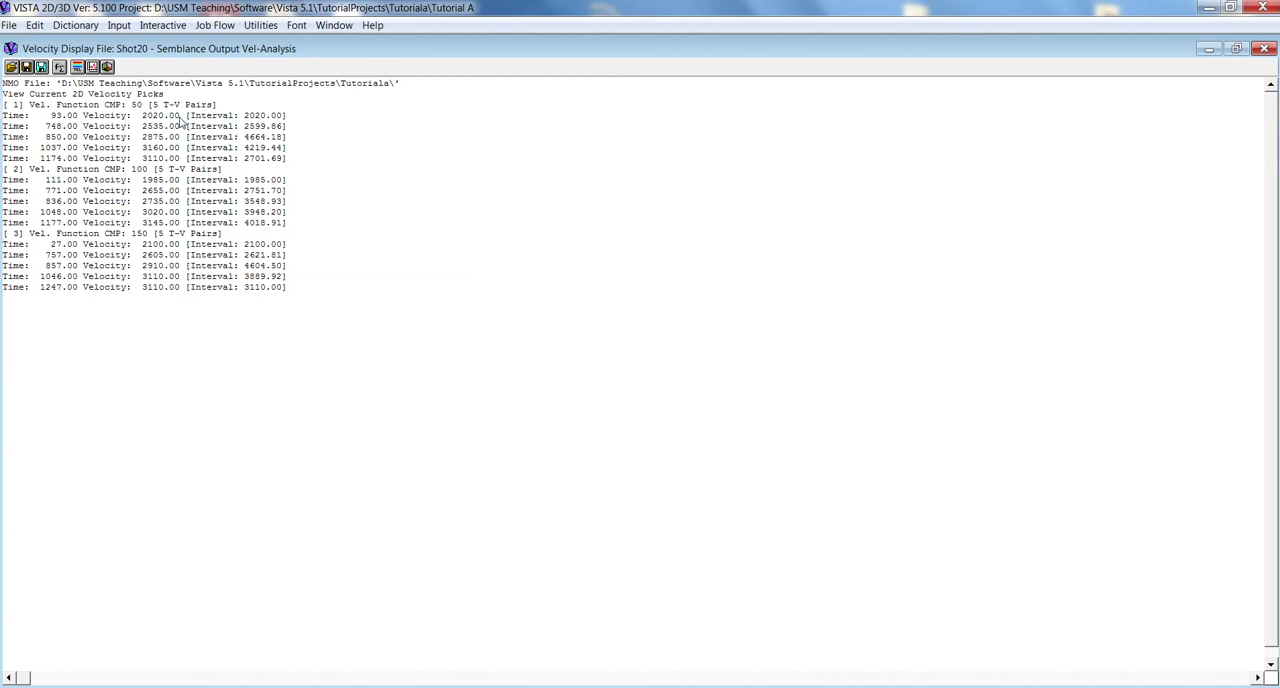 VISTA 2D/3D Ver: 5.100 Project: D:\USM Teaching\Software\Vista 5.1\TutorialProjects\Tutoriala\Tutorial A
File Edit Dictionary Input Interactive Job Flow Utilities Font Window Help
Velocity Display File: Shot20 - Semblance Output Vel-Analysis
NMO File: 'D:\USM Teaching\Software\Vista 5.1\TutorialProjects\Tutoriala\'
View Current 2D Velocity Picks
[ 1] Vel. Function CMP: 50 [5 T-V Pairs]
Time: 93.00 Velocity: 2020.00 [Interval: 2020.00]
Time: 748.00 Velocity: 2535.00 [Interval: 2599.86]
Time: 850.00 Velocity: 2875.00 [Interval: 4664.18]
Time: 1037.00 Velocity: 3160.00 [Interval: 4219.44]
Time: 1174.00 Velocity: 3110.00 [Interval: 2701.69]
[ 2] Vel. Function CMP: 100 [5 T-V Pairs]
Time: 111.00 Velocity: 1985.00 [Interval: 1985.00]
Time: 771.00 Velocity: 2655.00 [Interval: 2751.70]
Time: 836.00 Velocity: 2735.00 [Interval: 3548.93]
Time: 1048.00 Velocity: 3020.00 [Interval: 3948.20]
Time: 1177.00 Velocity: 3145.00 [Interval: 4018.91]
[ 3] Vel. Function CMP: 150 [5 T-V Pairs]
Time: 27.00 Velocity: 2100.00 [Interval: 2100.00]
Time: 757.00 Velocity: 2605.00 [Interval: 2621.81]
Time: 857.00 Velocity: 2910.00 [Interval: 4604.50]
Time: 1046.00 Velocity: 3110.00 [Interval: 3889.92]
Time: 1247.00 Velocity: 3110.00 [Interval: 3110.00]